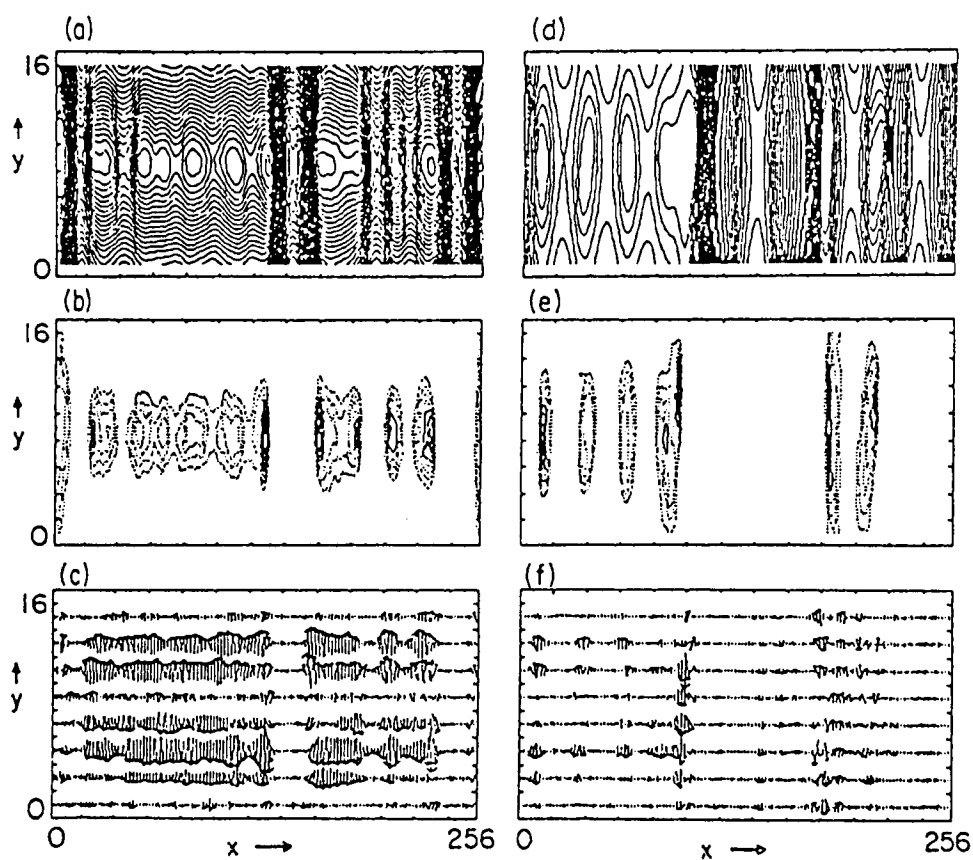 (a)
16
↑
y
0
(b)
16
↑
y
0
(c)
16
↑
y
0
0
x →
256
(d)
(e)
(f)
0
x →
256